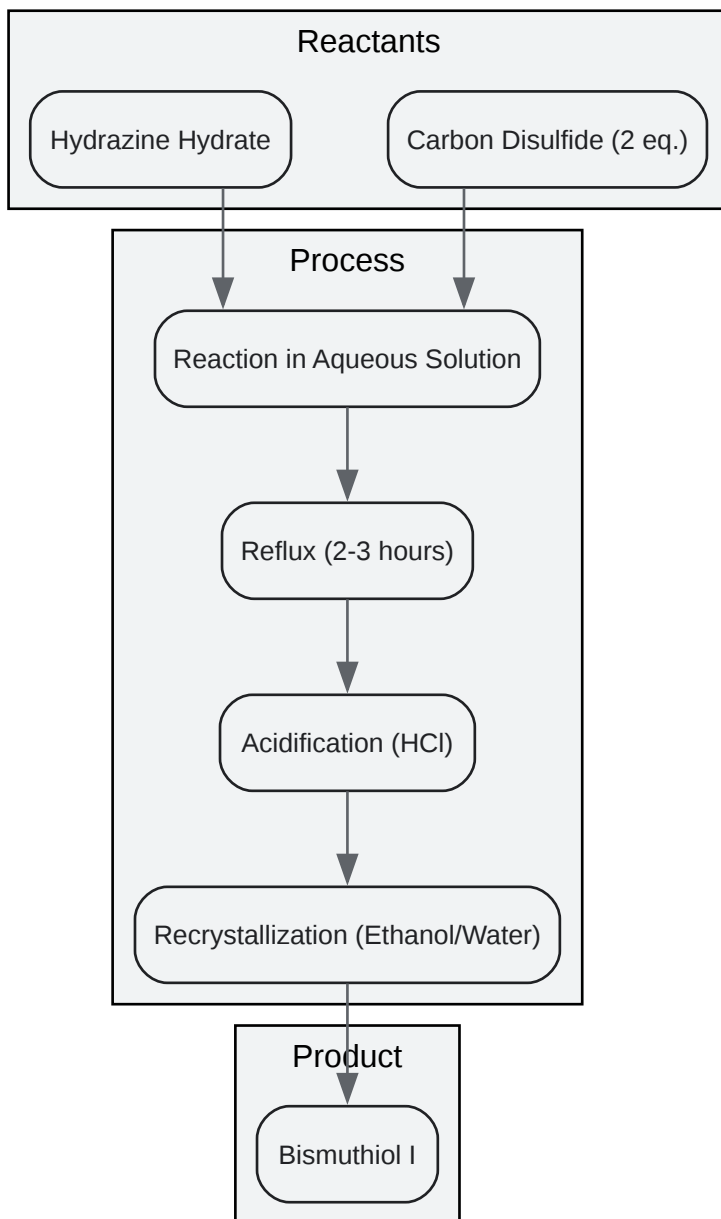 Reactants
Hydrazine Hydrate
Carbon Disulfide (2 eq.)
Process
Reaction in Aqueous Solution
Reflux (2-3 hours)
Acidification (HCl)
Recrystallization (Ethanol/Water)
Product
Bismuthiol I